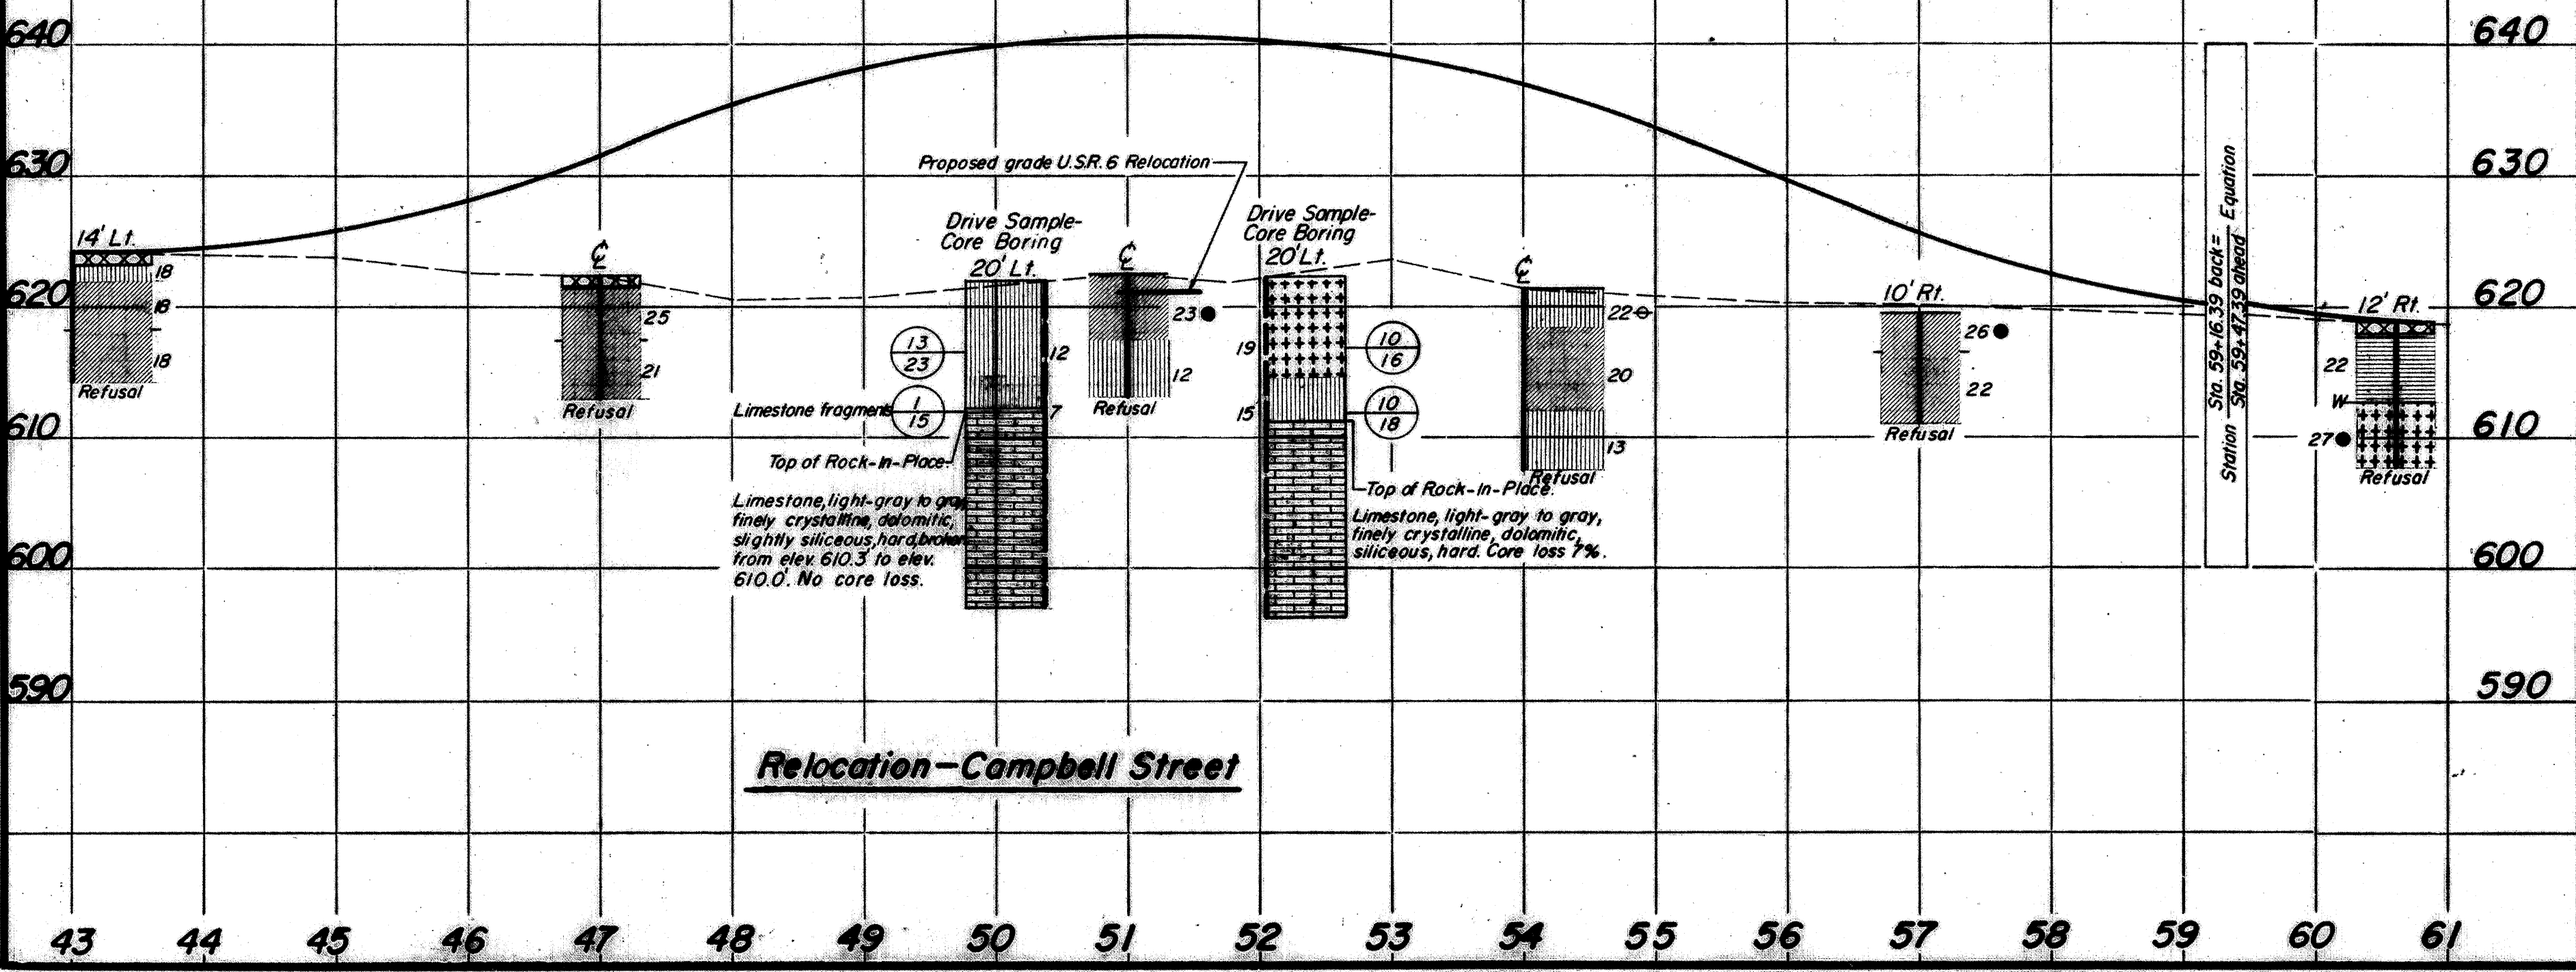 640
640
630
630
620
620
610
610
600
600
590
590
Proposed grade U.S.R. 6 Relocation
14' Lt.
18
18
18
Refusal
℄
25
21
Refusal
Drive Sample-
Core Boring
20' Lt.
13
23
12
Limestone fragments
1
15
7
Top of Rock-In-Place
Limestone, light-gray to gray,
finely crystalline, dolomitic,
slightly siliceous, hard, broken
from elev. 610.3' to elev.
610.0'. No core loss.
℄
23
12
Refusal
Drive Sample-
Core Boring
20' Lt.
19
10
16
15
10
18
Top of Rock-In-Place.
Limestone, light-gray to gray,
finely crystalline, dolomitic,
siliceous, hard. Core loss 7%.
℄
22
20
13
Refusal
10' Rt.
26
22
Refusal
Station Sta. 59+16.39 back =
Sta. 59+47.39 ahead Equation
12' Rt.
22
W
27
Refusal
Relocation-Campbell Street
43 44 45 46 47 48 49 50 51 52 53 54 55 56 57 58 59 60 61